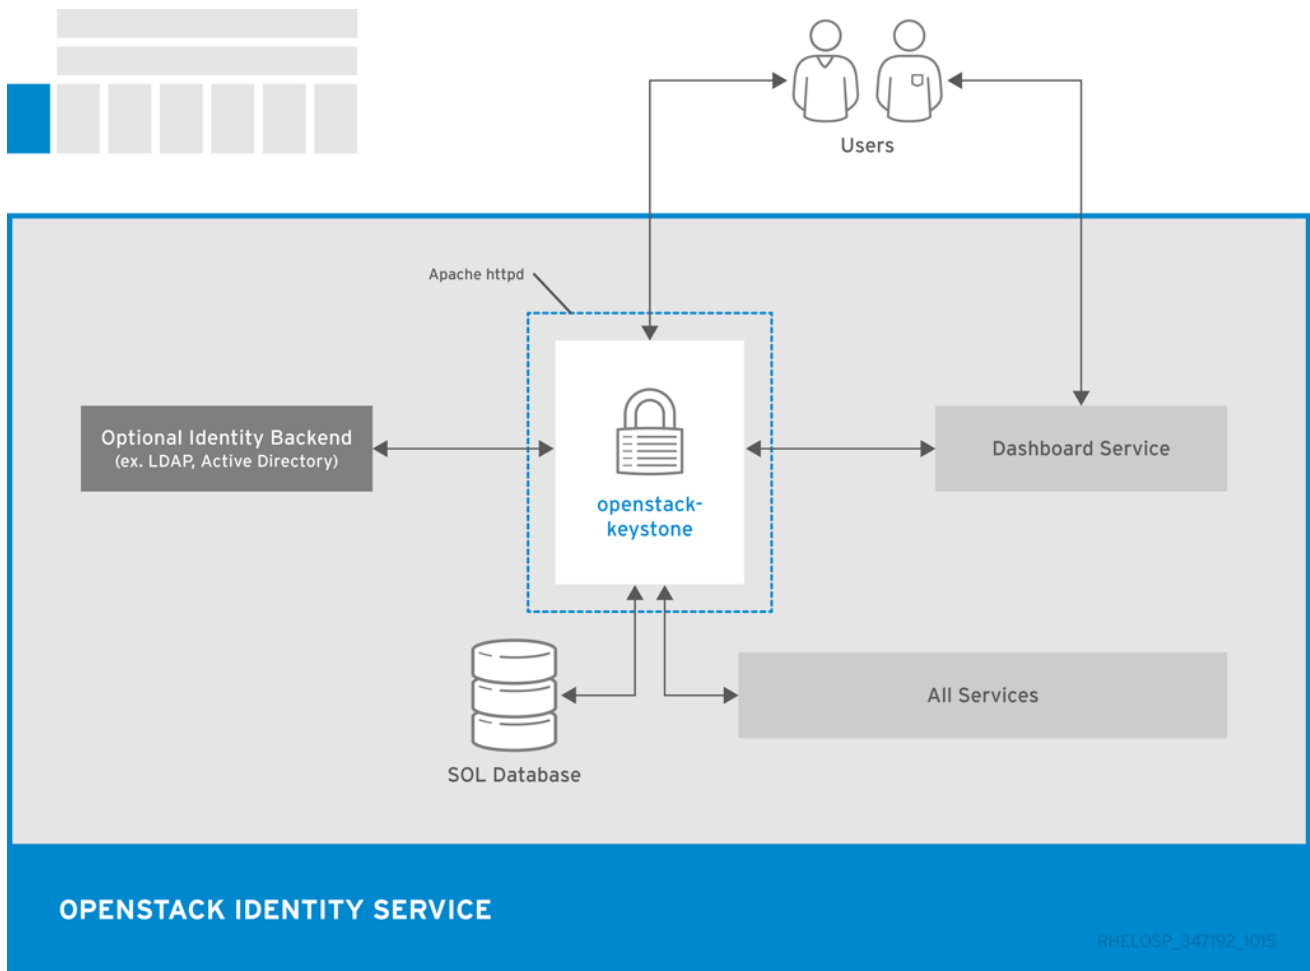 Users
Apache httpd
Optional Identity Backend
(ex. LDAP, Active Directory)
openstack-
keystone
Dashboard Service
All Services
SOL Database
OPENSTACK IDENTITY SERVICE
RHELOSP_347192_1015